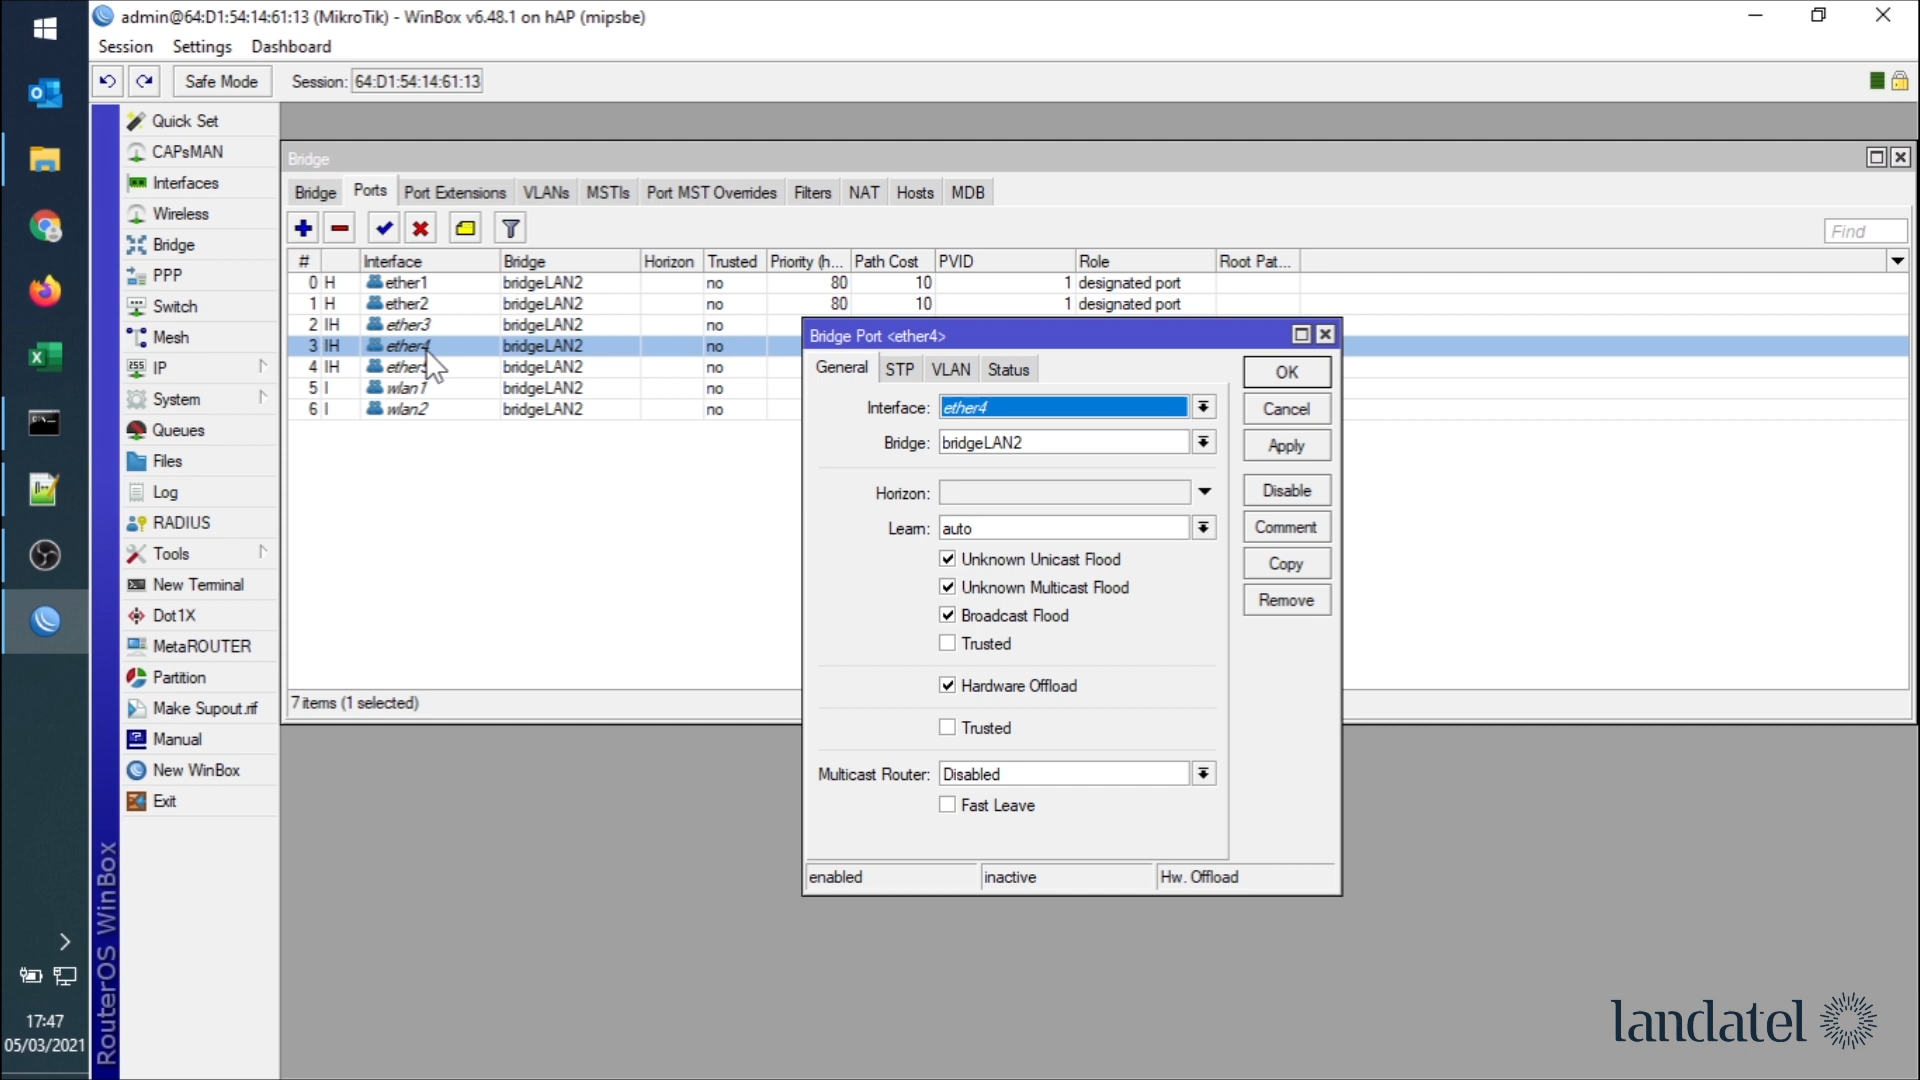 admin@64:D1:54:14:61:13 (MikroTik) - WinBox v6.48.1 on hAP (mipsbe)
Session Settings Dashboard
Safe Mode Session: 64:D1:54:14:61:13
Quick Set
CAPsMAN
Interfaces
Wireless
Bridge
PPP
Switch
Mesh
IP
System
Queues
Files
Log
RADIUS
Tools
New Terminal
Dot1X
MetaROUTER
Partition
Make Supout.rif
Manual
New WinBox
Exit
RouterOS WinBox
Bridge
Bridge Ports Port Extensions VLANs MSTIs Port MST Overrides Filters NAT Hosts MDB
Find
# Interface Bridge Horizon Trusted Priority (h... Path Cost PVID Role Root Pat...
0 H ether1 bridgeLAN2 no 80 10 1 designated port
1 H ether2 bridgeLAN2 no 80 10 1 designated port
2 IH ether3 bridgeLAN2 no
3 IH ether4 bridgeLAN2 no
4 IH bridgeLAN2 no
5 I wlan1 bridgeLAN2 no
6 I wlan2 bridgeLAN2 no
7 items (1 selected)
Bridge Port <ether4>
General STP VLAN Status
Interface: ether4
Bridge: bridgeLAN2
Horizon:
Learn: auto
Unknown Unicast Flood
Unknown Multicast Flood
Broadcast Flood
Trusted
Hardware Offload
Trusted
Multicast Router: Disabled
Fast Leave
OK
Cancel
Apply
Disable
Comment
Copy
Remove
enabled inactive Hw. Offload
17:47
05/03/2021
landatel